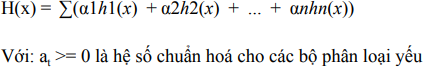 H(x) = ∑(α1h1(x) + α2h2(x) + ... + αnhn(x))
Với: at >= 0 là hệ số chuẩn hoá cho các bộ phân loại yếu